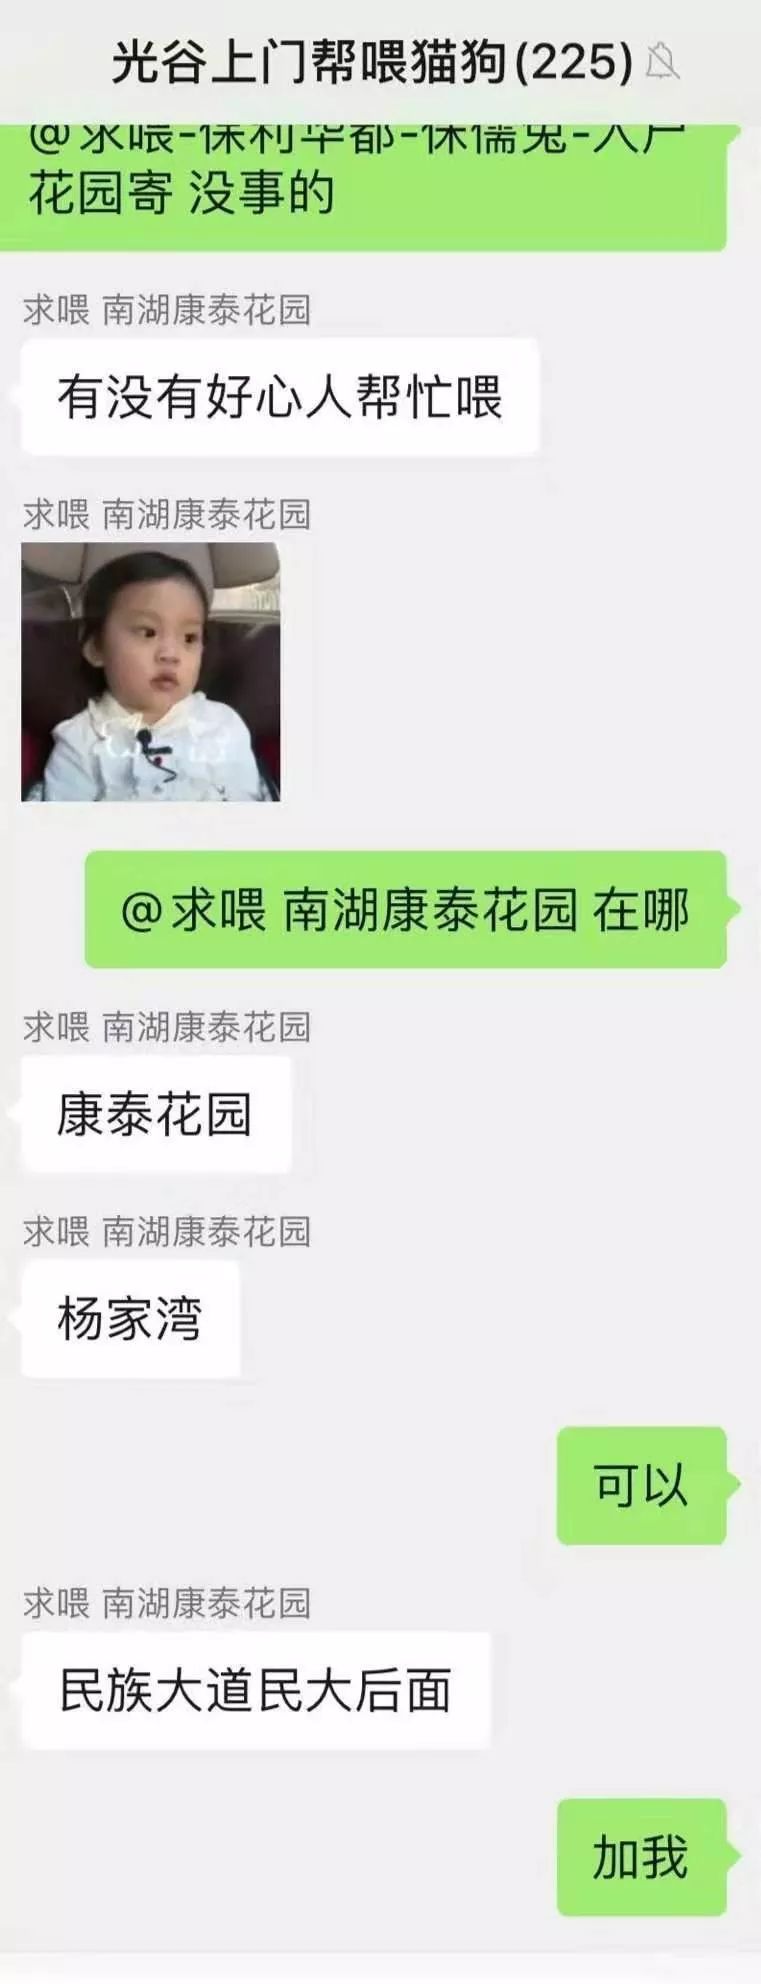 光谷上门帮喂猫狗(225)
@求喂-保利华都-侏儒兔-入户
花园寄 没事的
求喂 南湖康泰花园
有没有好心人帮忙喂
求喂 南湖康泰花园
@求喂 南湖康泰花园 在哪
求喂 南湖康泰花园
康泰花园
求喂 南湖康泰花园
杨家湾
可以
求喂 南湖康泰花园
民族大道民大后面
加我